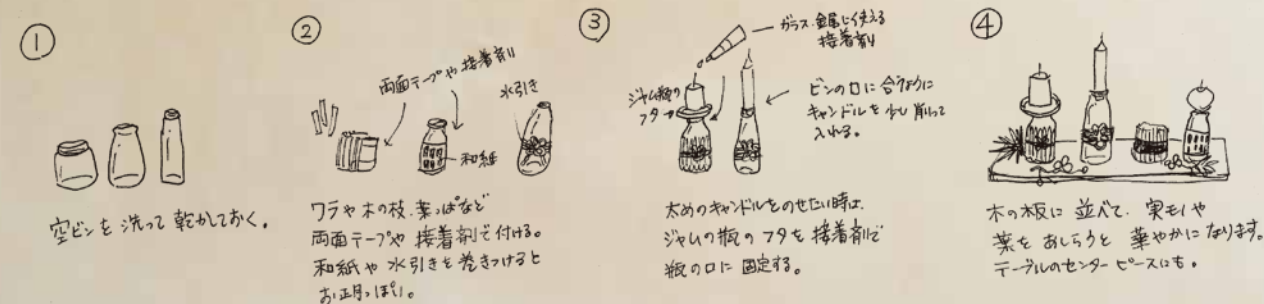 ①
空ビンを洗って乾かしておく。
②
両面テープや接着剤
水引き
和紙
ワラや木の枝、葉っぱなど
両面テープや接着剤で付ける。
和紙や水引きを巻きつけると
お正月っぽい。
③
ガラス・金属に使える
接着剤
ジャム瓶の
フタ
ビンの口に合うように
キャンドルを少し削って
入れる。
太めのキャンドルをのせたい時は、
ジャムの瓶のフタを接着剤で
瓶の口に固定する。
④
木の板に並べて、実モノや
葉をあしらうと華やかになります。
テーブルのセンターピースにも。